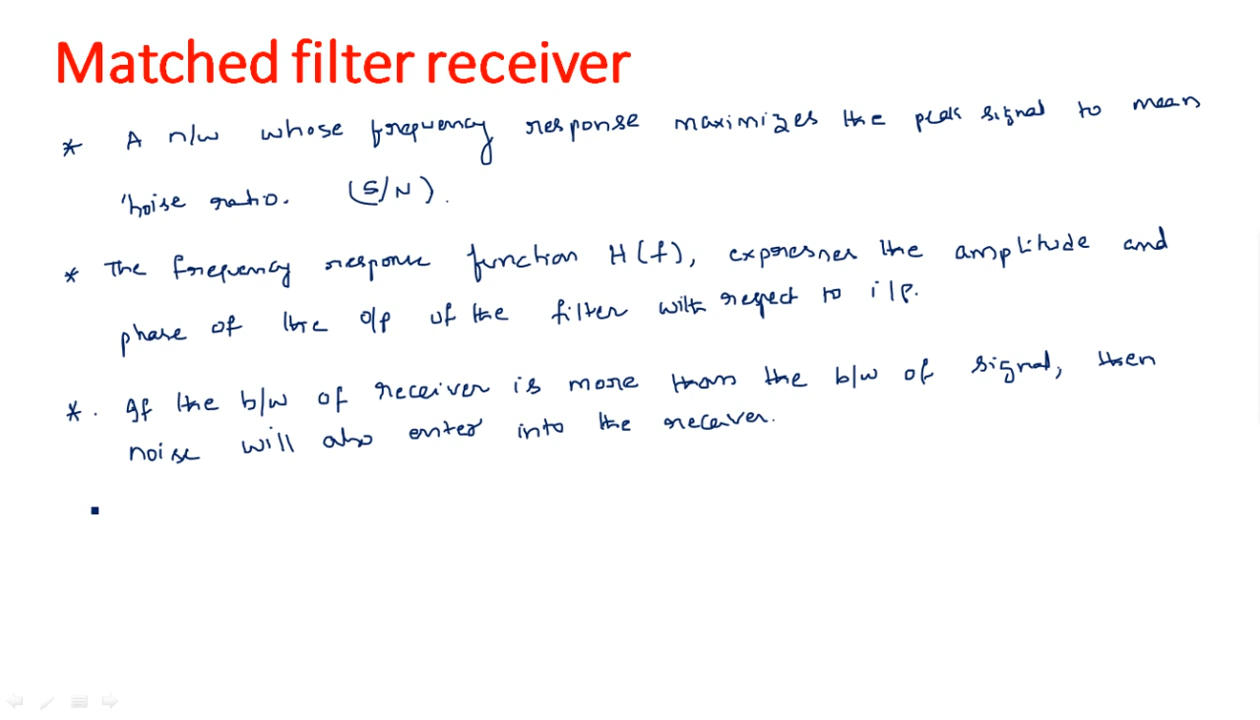 Matched filter receiver
* A n/w whose frequency response maximizes the peak signal to mean
noise ratio. (S/N).
* The frequency response function H(f), expresses the amplitude and
phase of the o/p of the filter with respect to i/p.
*. If the b/w of receiver is more than the b/w of signal, then
noise will also enter into the receiver.